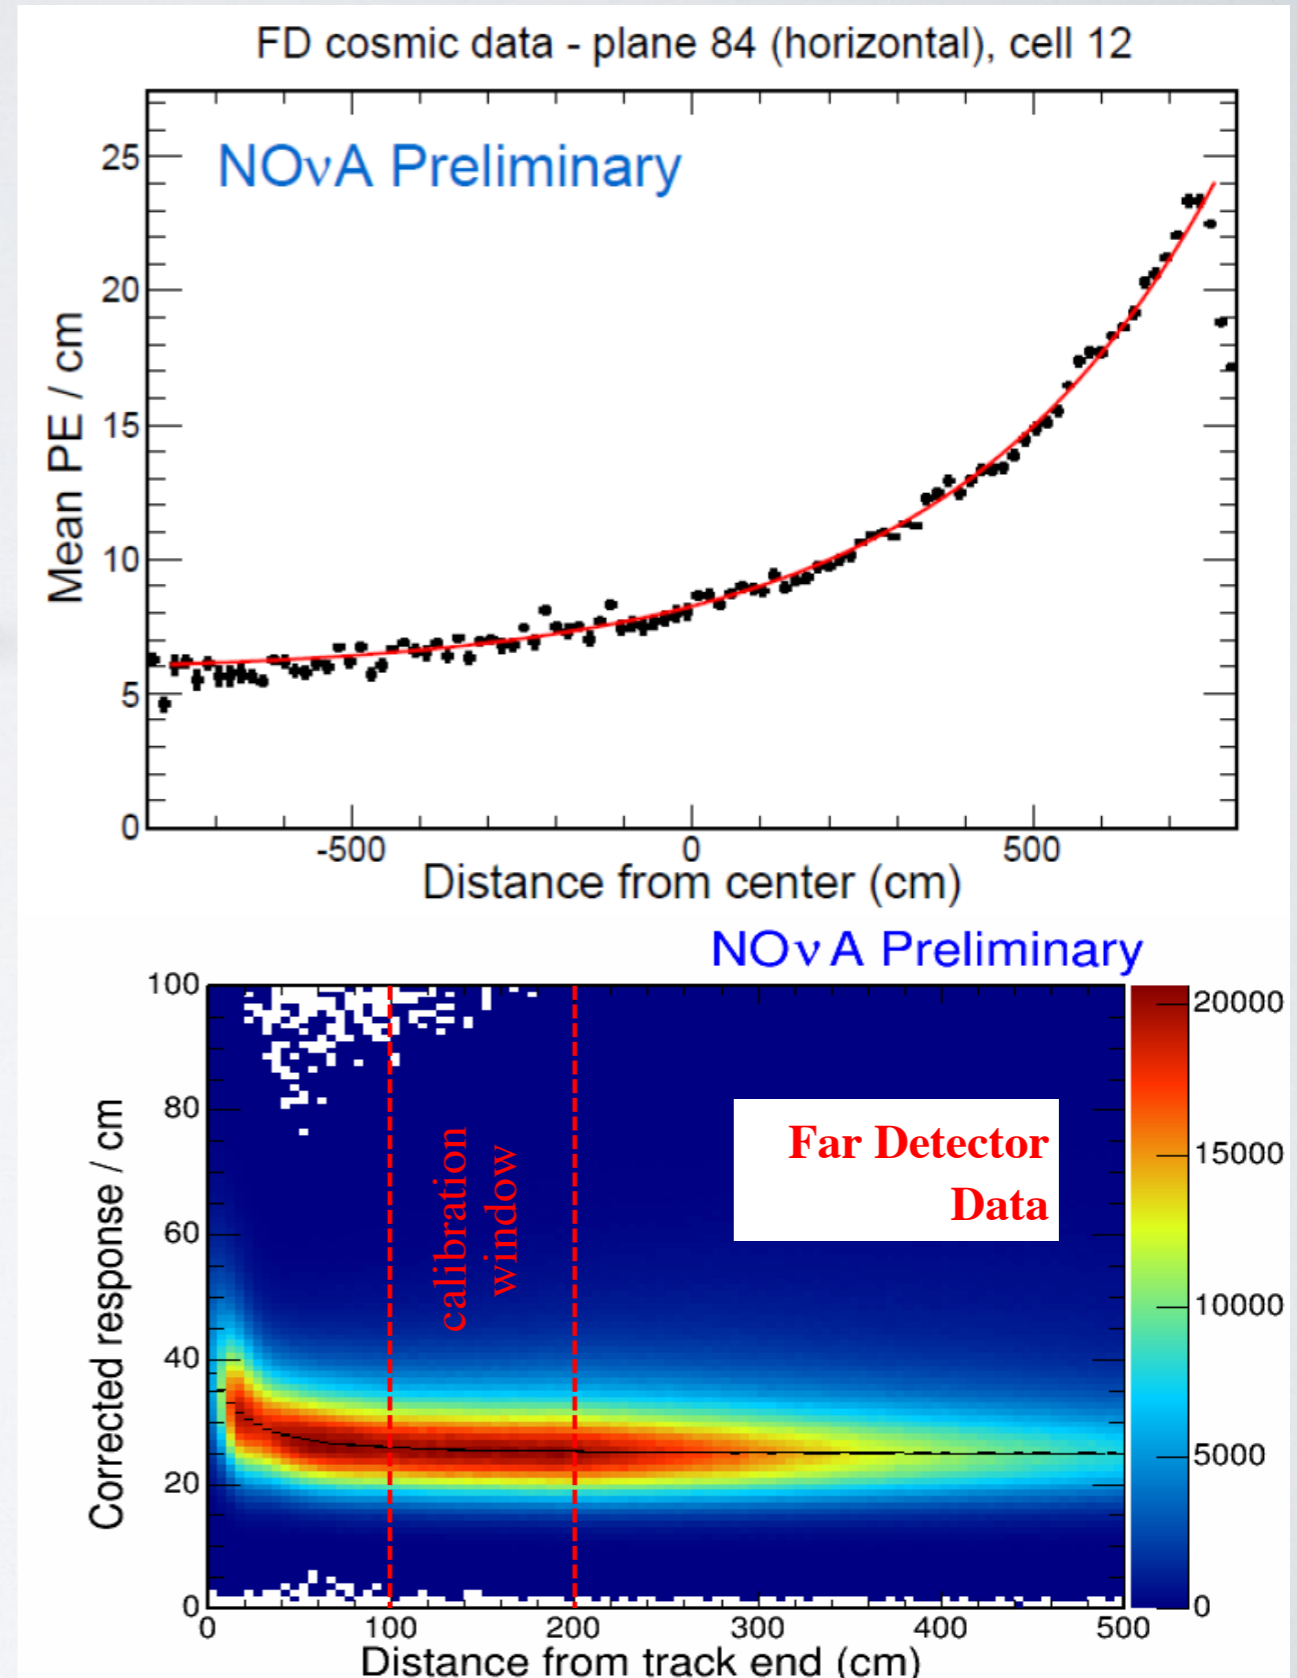 FD cosmic data - plane 84 (horizontal), cell 12
NOνA Preliminary
Mean PE / cm
25
20
15
10
5
0
-500 0 500
Distance from center (cm)
NOνA Preliminary
Corrected response / cm
100
80
60
40
20
0
calibration
window
Far Detector
Data
20000
15000
10000
5000
0
0 100 200 300 400 500
Distance from track end (cm)